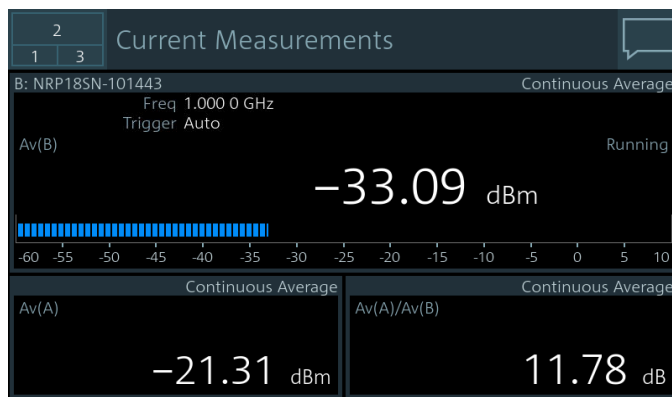 2
1 3
Current Measurements
B: NRP18SN-101443 Continuous Average
Freq 1.000 0 GHz
Trigger Auto
Av(B) Running
−33.09 dBm
-60 -55 -50 -45 -40 -35 -30 -25 -20 -15 -10 -5 0 5 10
Continuous Average Continuous Average
Av(A) Av(A)/Av(B)
−21.31 dBm 11.78 dB